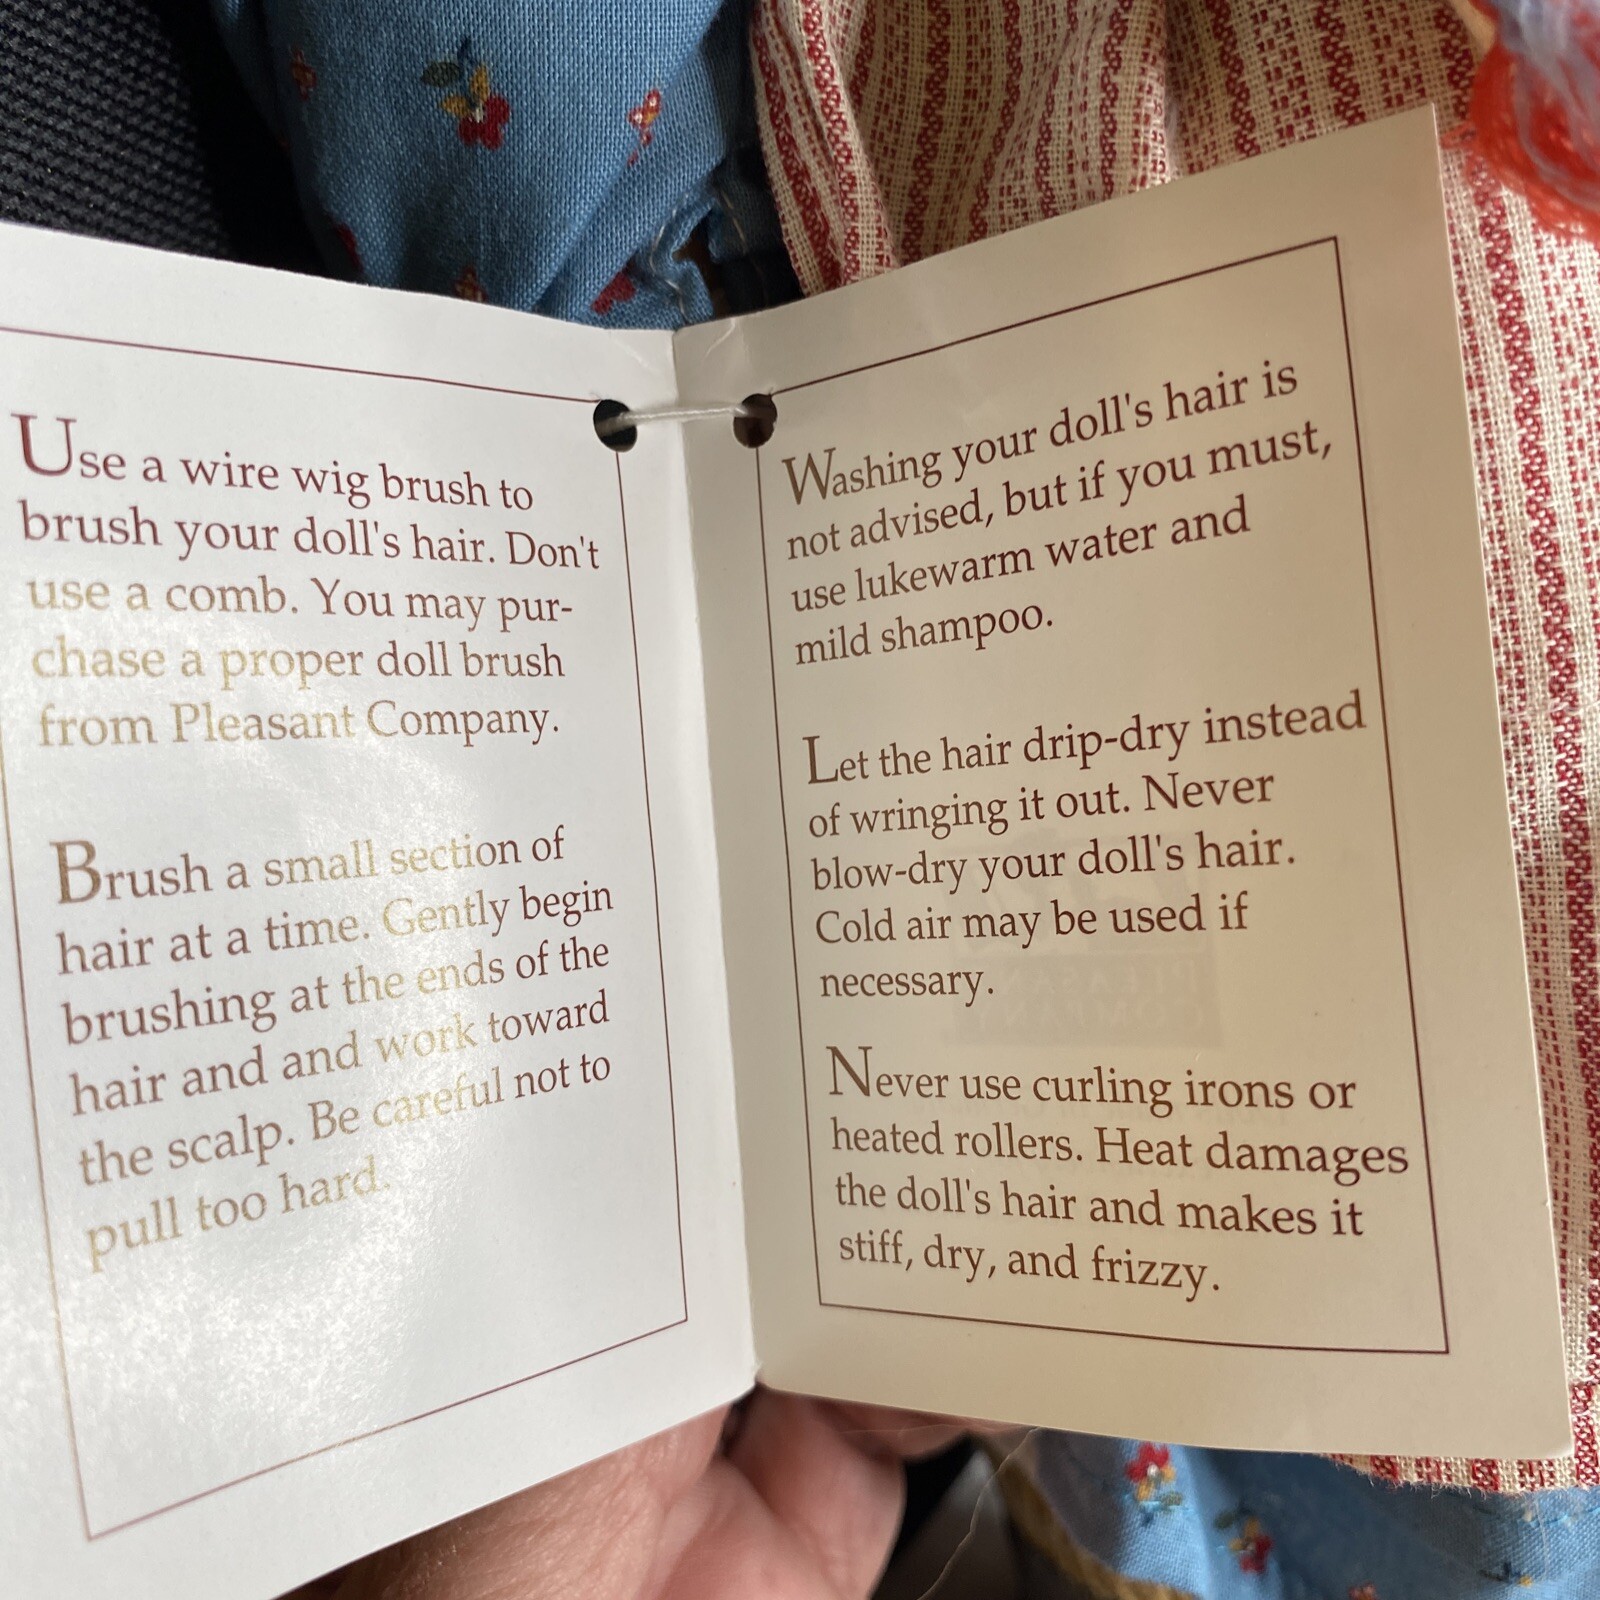 Use a wire wig brush to
brush your doll's hair. Don't
use a comb. You may pur-
chase a proper doll brush
from Pleasant Company.
Brush a small section of
hair at a time. Gently begin
brushing at the ends of the
hair and and work toward
the scalp. Be careful not to
pull too hard.
Washing your doll's hair is
not advised, but if you must,
use lukewarm water and
mild shampoo.
Let the hair drip-dry instead
of wringing it out. Never
blow-dry your doll's hair.
Cold air may be used if
necessary.
Never use curling irons or
heated rollers. Heat damages
the doll's hair and makes it
stiff, dry, and frizzy.